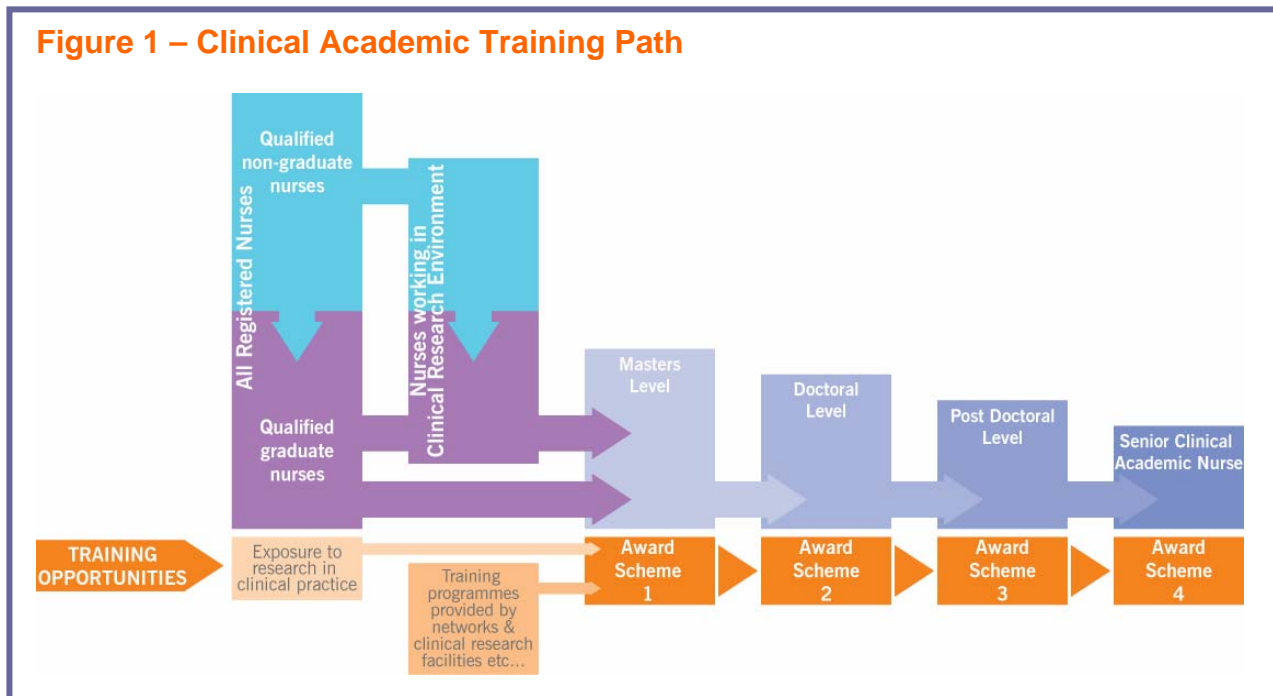 Figure 1 – Clinical Academic Training Path
Qualified
non-graduate
nurses
All Registered Nurses
Qualified
graduate
nurses
Nurses working in
Clinical Research Environment
Masters
Level
Doctoral
Level
Post Doctoral
Level
Senior Clinical
Academic Nurse
TRAINING
OPPORTUNITIES
Exposure to
research in
clinical practice
Training
programmes
provided by
networks &
clinical research
facilities etc...
Award
Scheme
1
Award
Scheme
2
Award
Scheme
3
Award
Scheme
4